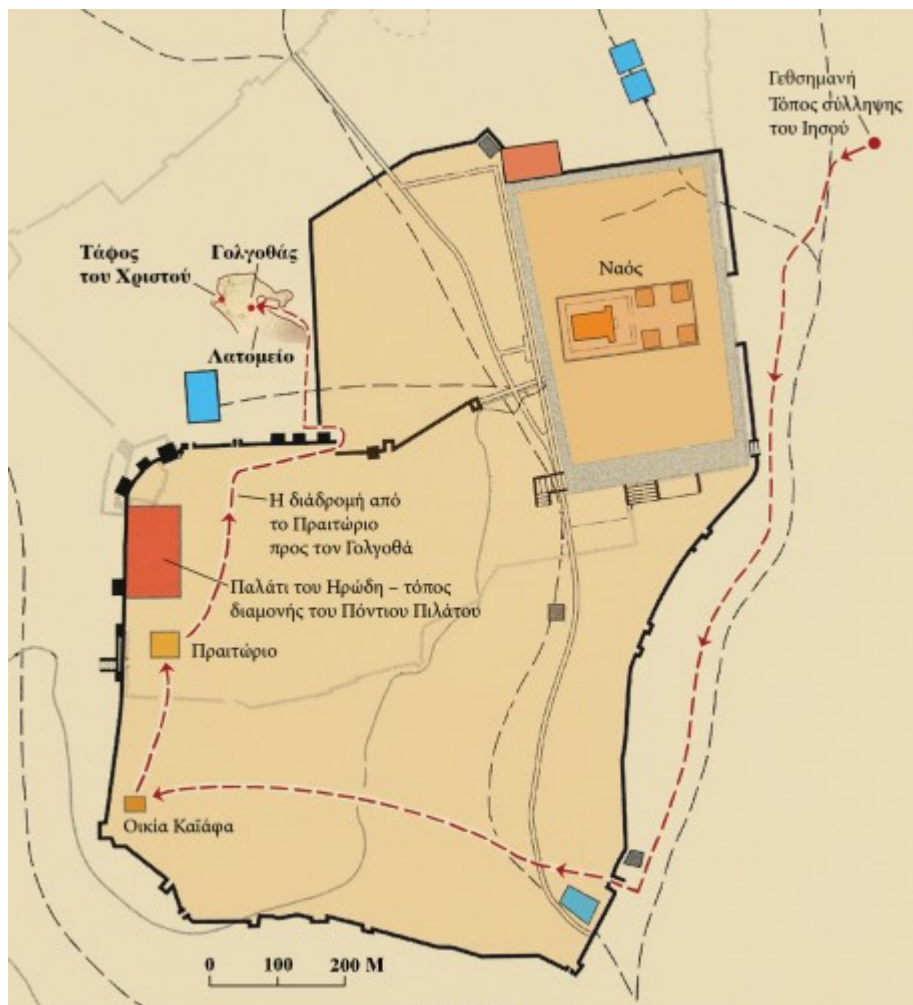 Γεθσημανή
Τόπος σύλληψης
του Ιησού
Τάφος
του Χριστού
Γολγοθάς
Λατομείο
Ναός
Η διάδρομή από
το Πραιτώριο
προς τον Γολγοθά
Παλάτι του Ηρώδη – τόπος
διαμονής του Πόντιου Πιλάτου
Πραιτώριο
Οικία Καϊάφα
0 100 200 M